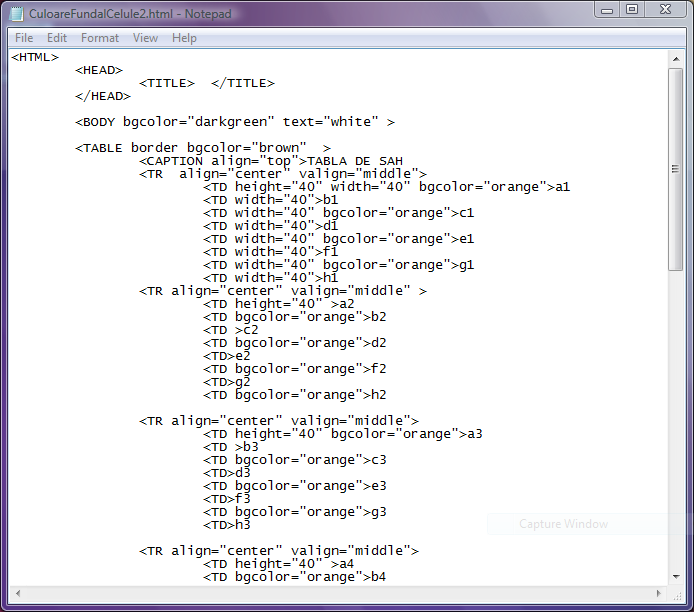 CuloareFundalCelule2.html - Notepad
File Edit Format View Help
<HTML>
<HEAD>
<TITLE>  </TITLE>
</HEAD>
<BODY bgcolor="darkgreen" text="white" >
<TABLE border bgcolor="brown"  >
<CAPTION align="top">TABLA DE SAH
<TR  align="center" valign="middle">
<TD height="40" width="40" bgcolor="orange">a1
<TD width="40">b1
<TD width="40" bgcolor="orange">c1
<TD width="40">d1
<TD width="40" bgcolor="orange">e1
<TD width="40">f1
<TD width="40" bgcolor="orange">g1
<TD width="40">h1
<TR align="center" valign="middle" >
<TD height="40" >a2
<TD bgcolor="orange">b2
<TD >c2
<TD bgcolor="orange">d2
<TD>e2
<TD bgcolor="orange">f2
<TD>g2
<TD bgcolor="orange">h2
<TR align="center" valign="middle">
<TD height="40" bgcolor="orange">a3
<TD >b3
<TD bgcolor="orange">c3
<TD>d3
<TD bgcolor="orange">e3
<TD>f3
<TD bgcolor="orange">g3
<TD>h3
Capture Window
<TR align="center" valign="middle">
<TD height="40" >a4
<TD bgcolor="orange">b4